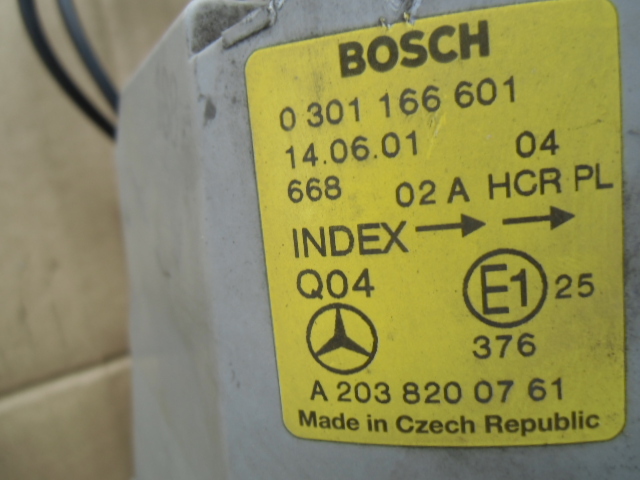 BOSCH
0 301 166 601
14.06.01 04
668 02 A HCR PL
INDEX → →
Q04 E1 25
376
A 203 820 07 61
Made in Czech Republic